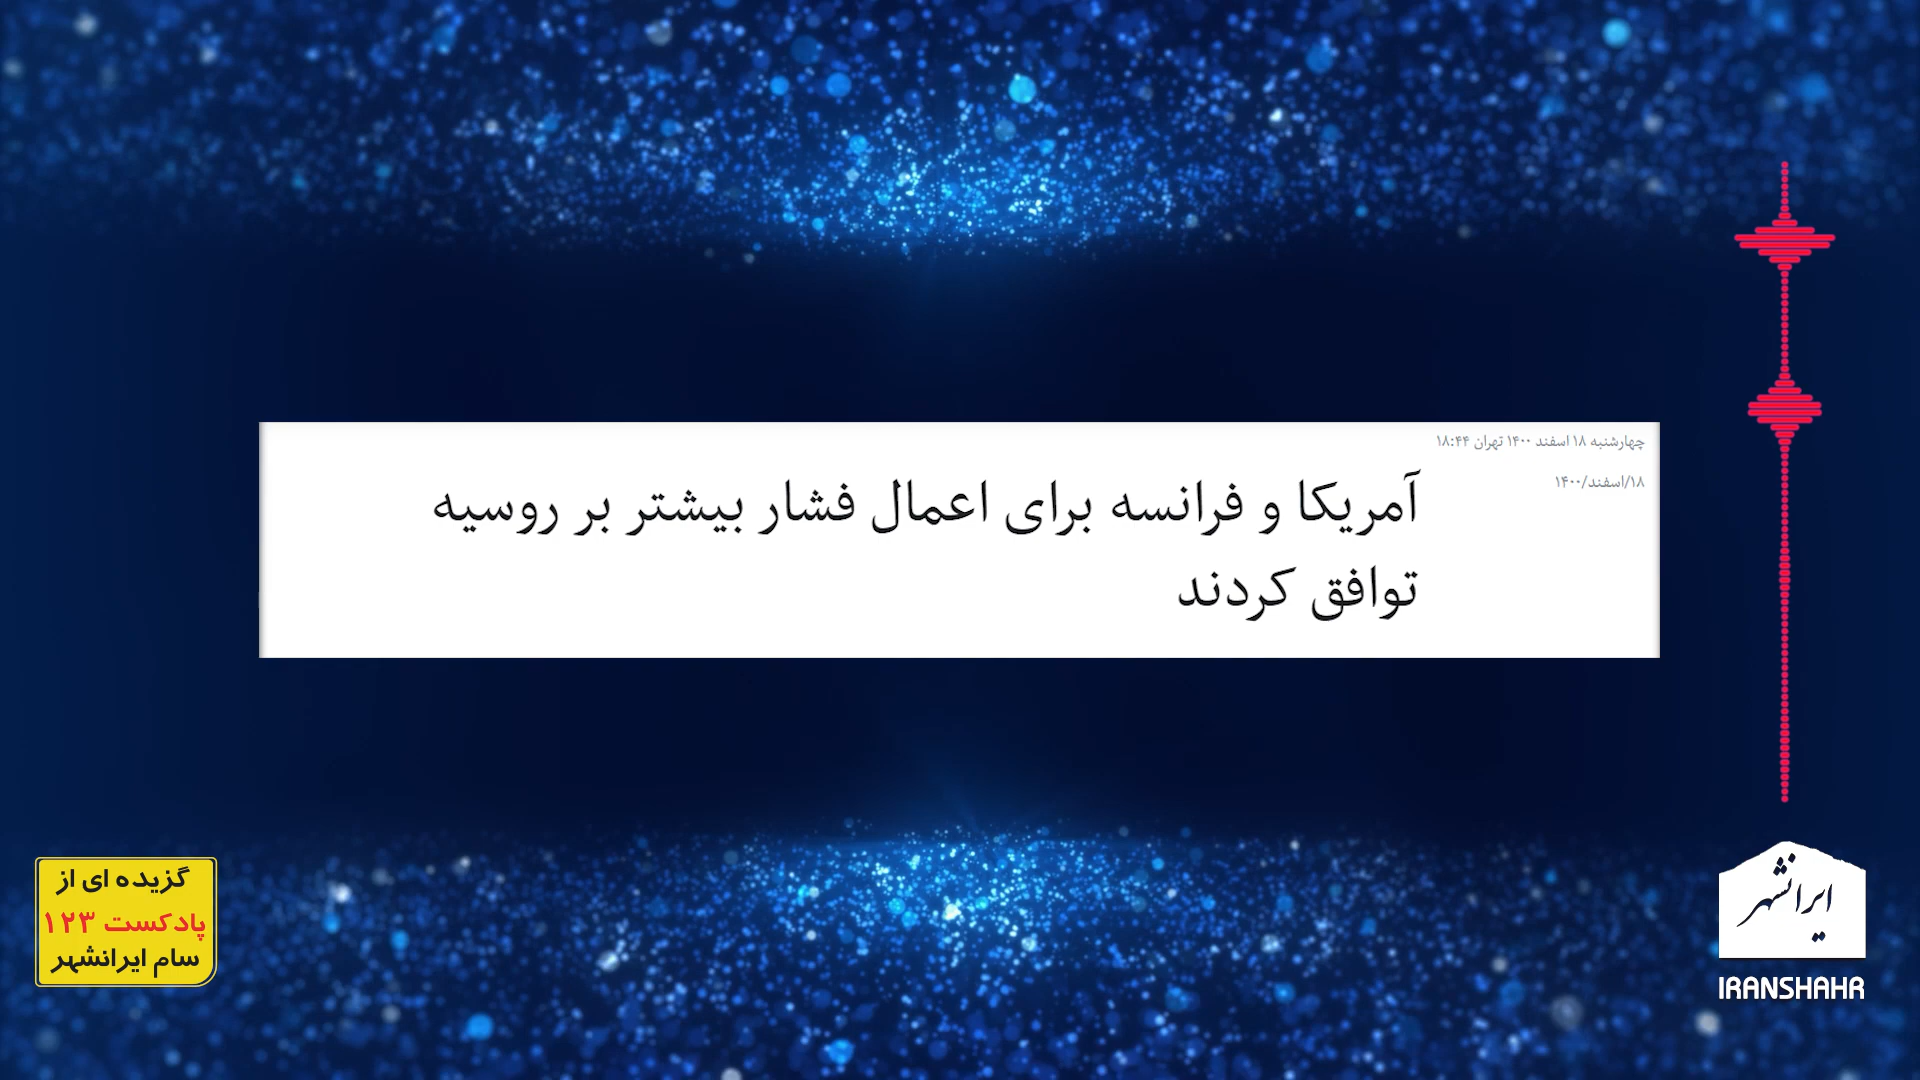 چهارشنبه ۱۸ اسفند ۱۴۰۰ تهران ۱۸:۴۴
۱۸/اسفند/۱۴۰۰
آمریکا و فرانسه برای اعمال فشار بیشتر بر روسیه
توافق کردند
گزیده ای از
پادکست ۱۲۳
سام ایرانشهر
ایرانشهر
IRANSHAHR